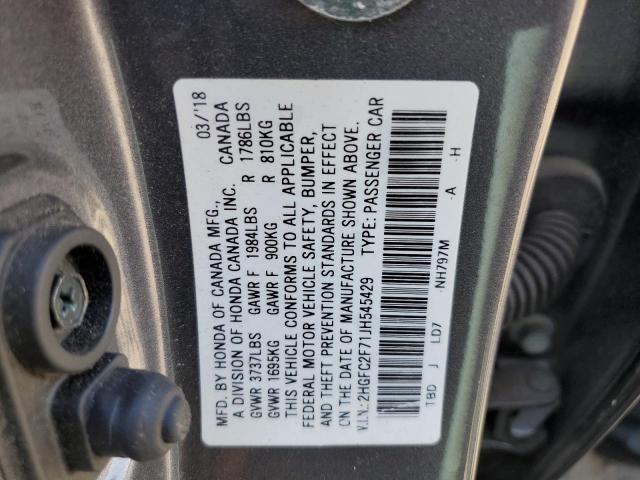 MFD. BY HONDA OF CANADA MFG., 03/'18
A DIVISION OF HONDA CANADA INC. CANADA
GVWR 3737LBS GAWR F 1984LBS R 1786LBS
GVWR 1695KG GAWR F 900KG R 810KG
THIS VEHICLE CONFORMS TO ALL APPLICABLE
FEDERAL MOTOR VEHICLE SAFETY, BUMPER,
AND THEFT PREVENTION STANDARDS IN EFFECT
ON THE DATE OF MANUFACTURE SHOWN ABOVE.
V.I.N.:2HGFC2F71JH545429 TYPE: PASSENGER CAR
TBD J LD7 -NH797M -A -H